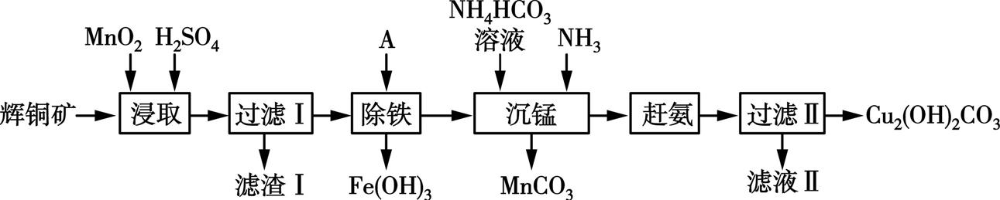 NH₄HCO₃
MnO₂ H₂SO₄ A 溶液 NH₃
辉铜矿 浸取 过滤Ⅰ 除铁 沉锰 赶氨 过滤Ⅱ Cu₂(OH)₂CO₃
滤渣Ⅰ Fe(OH)₃ MnCO₃ 滤液Ⅱ